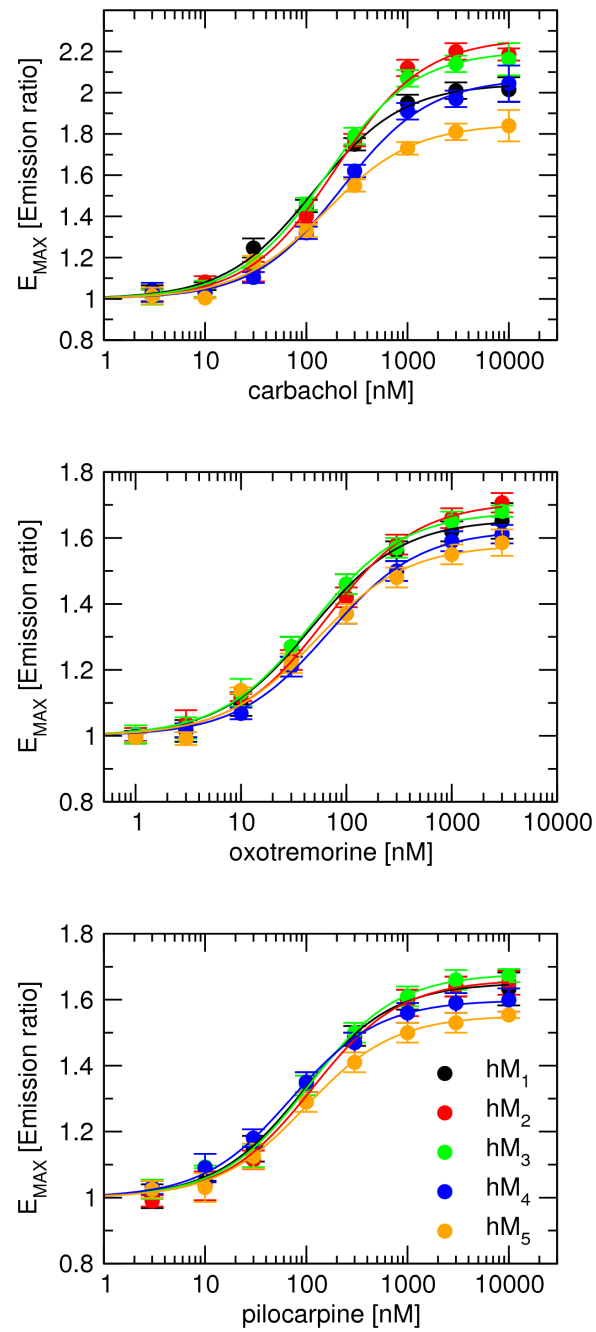 2.2
2
1.8
1.6
1.4
1.2
1
0.8
E_MAX [Emission ratio]
1 10 100 1000 10000
carbachol [nM]
1.8
1.6
1.4
1.2
1
0.8
E_MAX [Emission ratio]
1 10 100 1000 10000
oxotremorine [nM]
1.8
1.6
1.4
1.2
1
0.8
E_MAX [Emission ratio]
hM1
hM2
hM3
hM4
hM5
1 10 100 1000 10000
pilocarpine [nM]